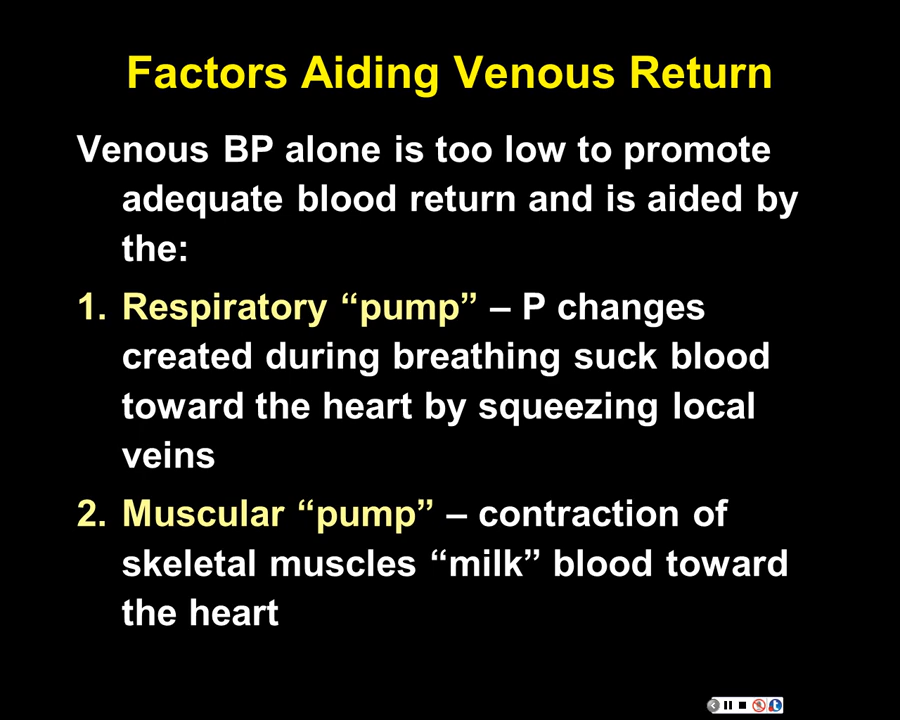 Factors Aiding Venous Return
Venous BP alone is too low to promote
adequate blood return and is aided by
the:
1. Respiratory “pump” – P changes
created during breathing suck blood
toward the heart by squeezing local
veins
2. Muscular “pump” – contraction of
skeletal muscles “milk” blood toward
the heart